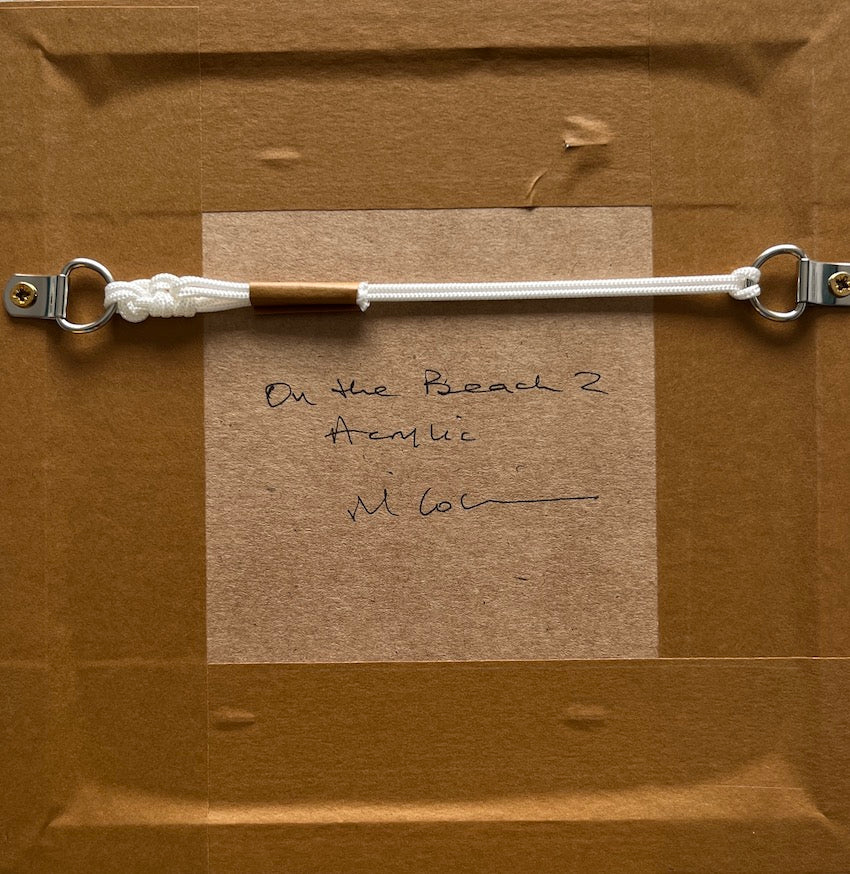 On the Beach 2
Acrylic
M